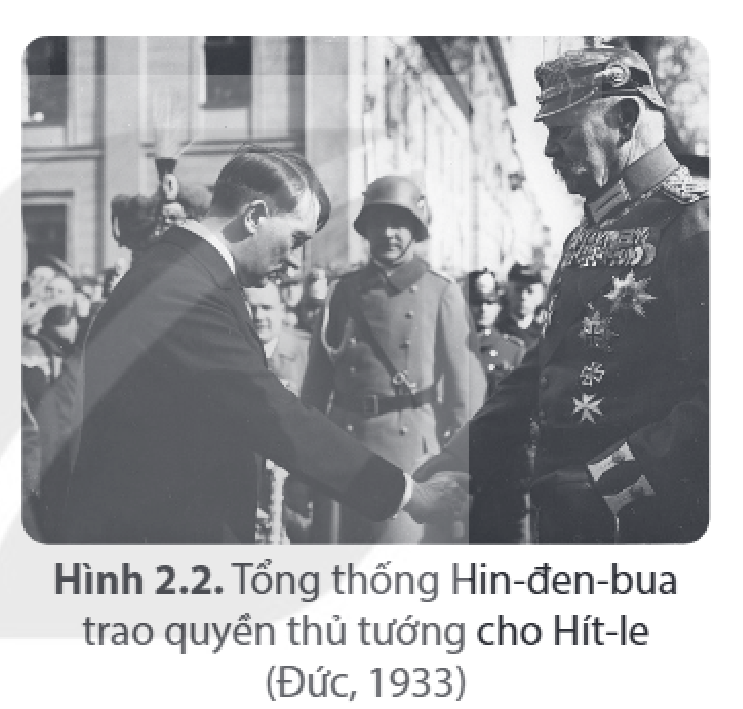 Hình 2.2. Tổng thống Hin-đen-bua
trao quyền thủ tướng cho Hít-le
(Đức, 1933)